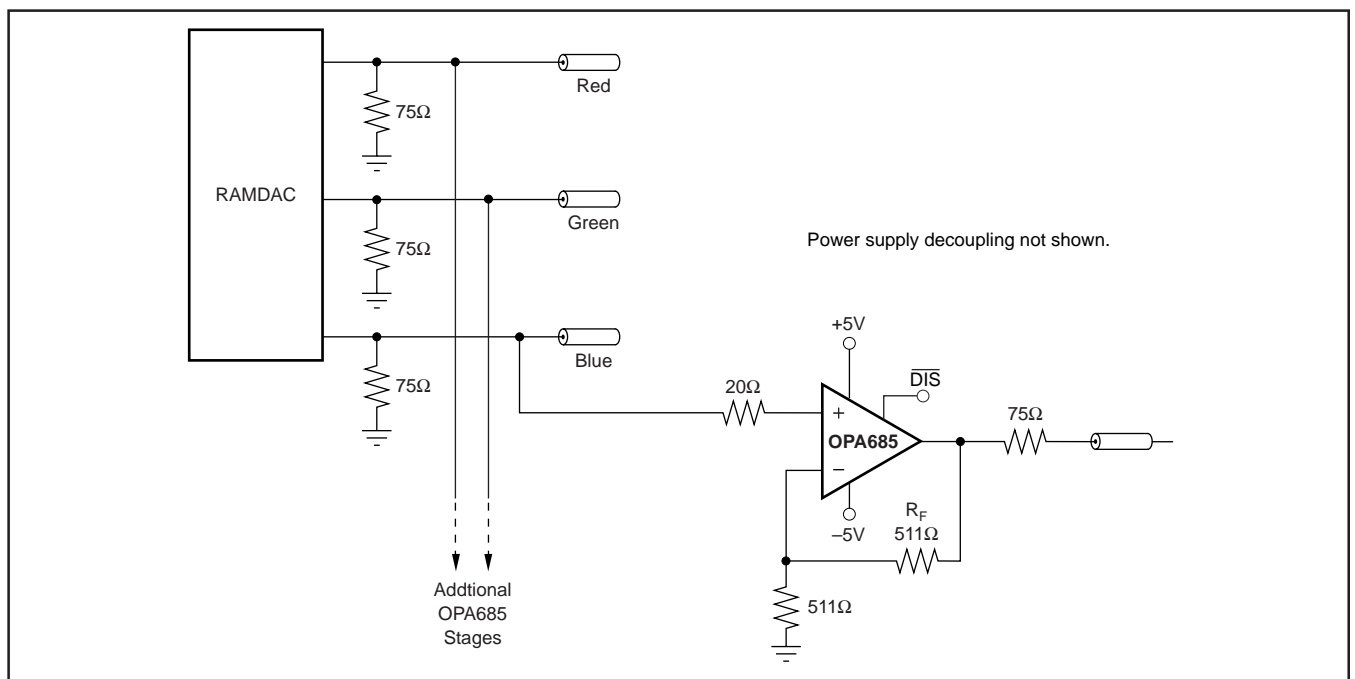 Red
75Ω
RAMDAC
Green
75Ω
Power supply decoupling not shown.
Blue
75Ω
+5V
DIS
20Ω
75Ω
+
OPA685
−
–5V
RF
511Ω
511Ω
Addtional
OPA685
Stages